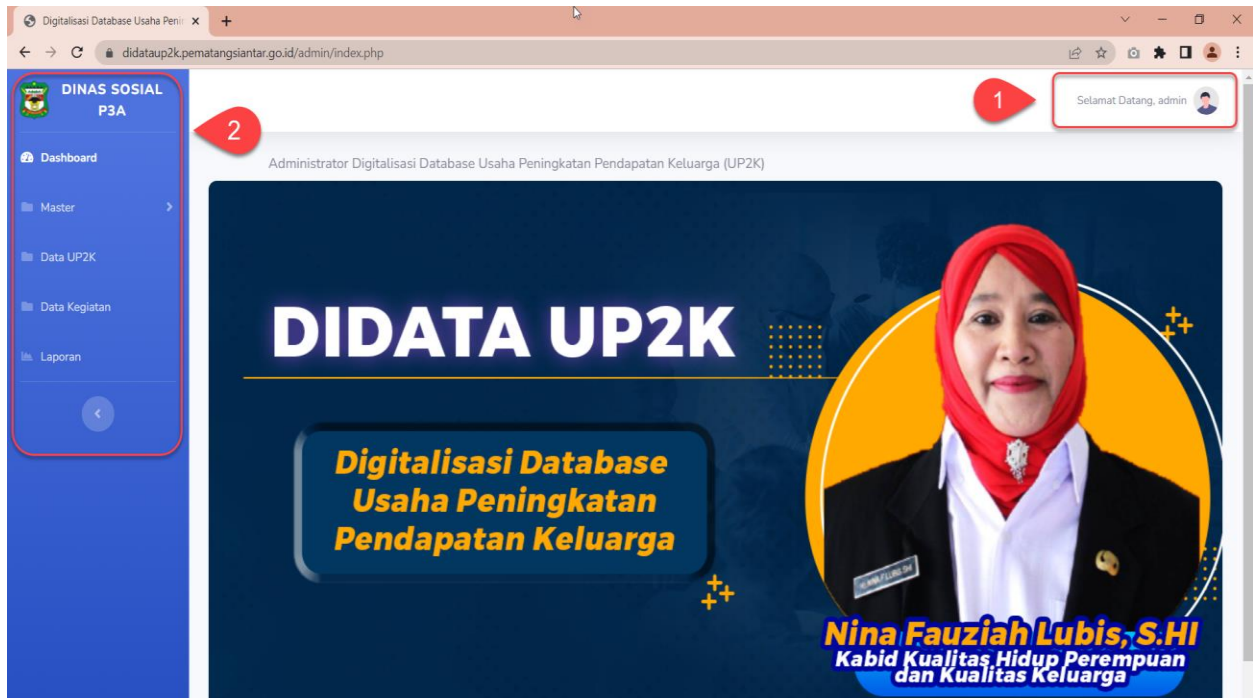 Digitalisasi Database Usaha Penin
didataup2k.pematangsiantar.go.id/admin/index.php
DINAS SOSIAL
P3A
1
Selamat Datang, admin
2
Dashboard
Master
Data UP2K
Data Kegiatan
Laporan
Administrator Digitalisasi Database Usaha Peningkatan Pendapatan Keluarga (UP2K)
DIDATA UP2K
Digitalisasi Database
Usaha Peningkatan
Pendapatan Keluarga
Nina Fauziah Lubis, S.HI
Kabid Kualitas Hidup Perempuan
dan Kualitas Keluarga